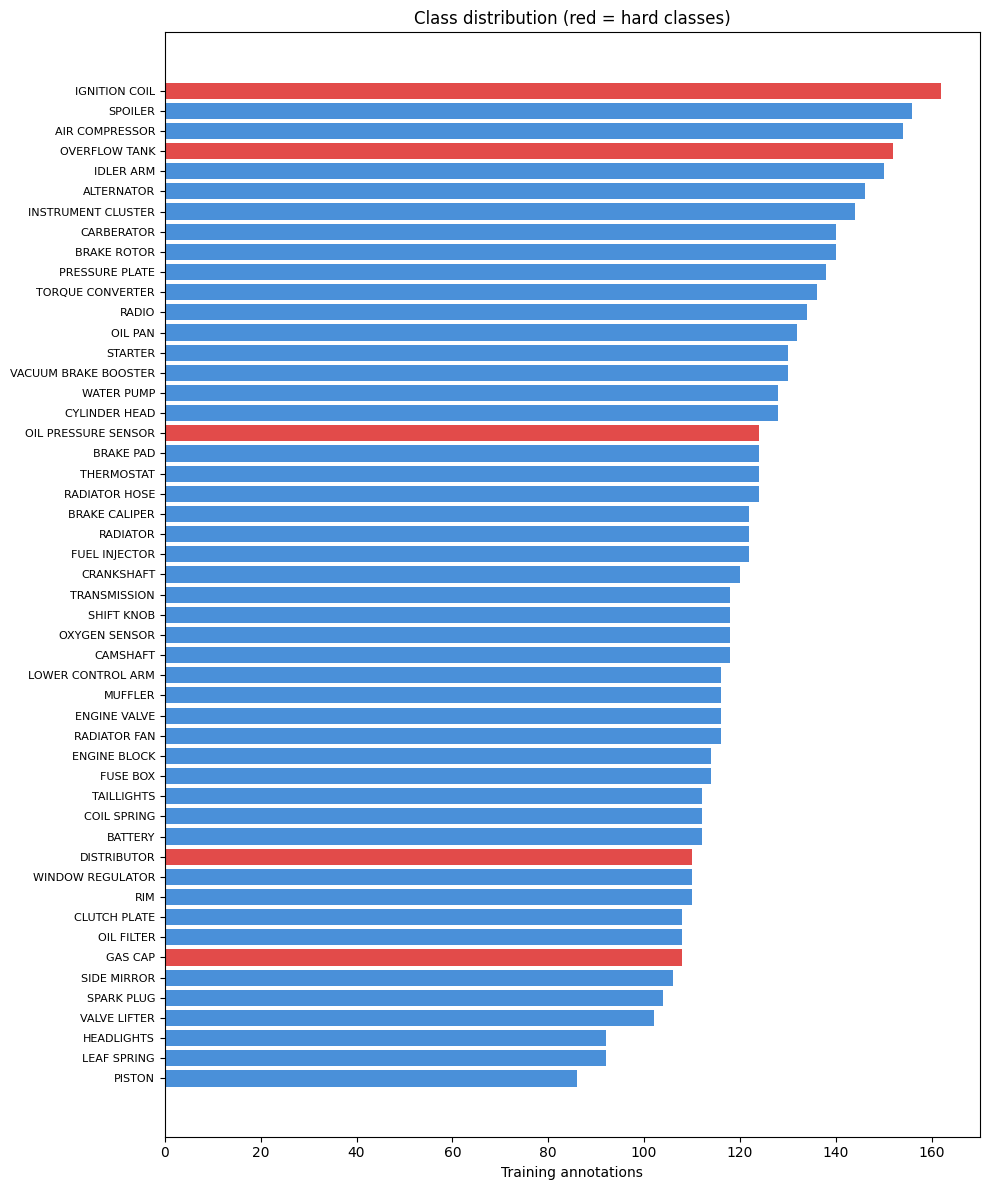 Class distribution (red = hard classes)
IGNITION COIL
SPOILER
AIR COMPRESSOR
OVERFLOW TANK
IDLER ARM
ALTERNATOR
INSTRUMENT CLUSTER
CARBERATOR
BRAKE ROTOR
PRESSURE PLATE
TORQUE CONVERTER
RADIO
OIL PAN
STARTER
VACUUM BRAKE BOOSTER
WATER PUMP
CYLINDER HEAD
OIL PRESSURE SENSOR
BRAKE PAD
THERMOSTAT
RADIATOR HOSE
BRAKE CALIPER
RADIATOR
FUEL INJECTOR
CRANKSHAFT
TRANSMISSION
SHIFT KNOB
OXYGEN SENSOR
CAMSHAFT
LOWER CONTROL ARM
MUFFLER
ENGINE VALVE
RADIATOR FAN
ENGINE BLOCK
FUSE BOX
TAILLIGHTS
COIL SPRING
BATTERY
DISTRIBUTOR
WINDOW REGULATOR
RIM
CLUTCH PLATE
OIL FILTER
GAS CAP
SIDE MIRROR
SPARK PLUG
VALVE LIFTER
HEADLIGHTS
LEAF SPRING
PISTON
0 20 40 60 80 100 120 140 160
Training annotations